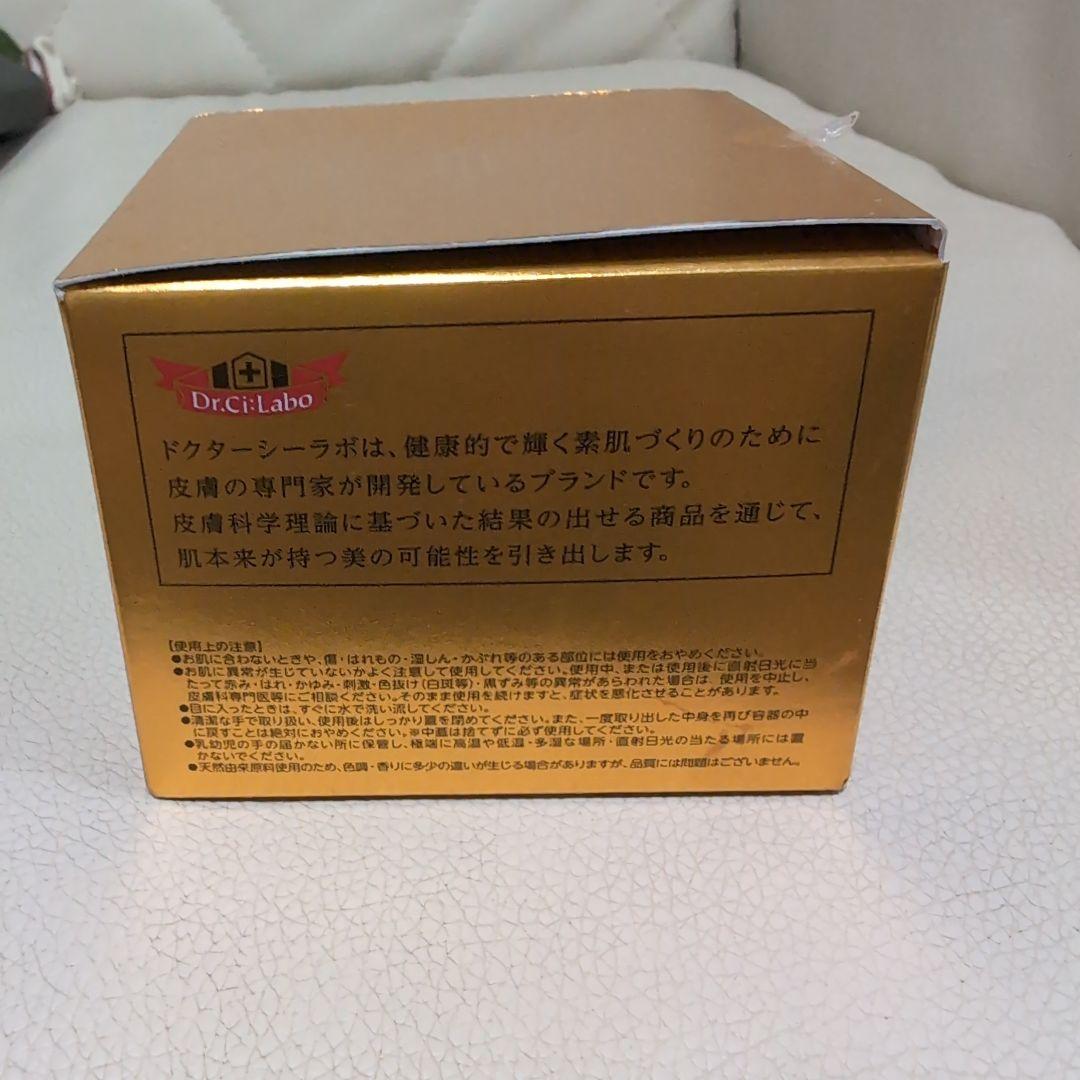 Dr.Ci:Labo
ドクターシーラボは、健康的で輝く素肌づくりのために
皮膚の専門家が開発しているブランドです。
皮膚科学理論に基づいた結果の出せる商品を通じて、
肌本来が持つ美の可能性を引き出します。
【使用上の注意】
●お肌に合わないときや、傷・はれもの・湿しん・かぶれ等のある部位には使用をおやめください。
●お肌に異常が生じていないかよく注意して使用してください。使用中、または使用後に直射日光に当
たって赤み・はれ・かゆみ・刺激・色抜け(白斑等)・黒ずみ等の異常があらわれた場合は、使用を中止し、
皮膚科専門医等にご相談ください。そのまま使用を続けますと、症状を悪化させることがあります。
●目に入ったときは、すぐに水で洗い流してください。
●清潔な手で取り扱い、使用後はしっかり蓋を閉めてください。また、一度取り出した中身を再び容器の中
に戻すことは絶対におやめください。※中蓋は捨てずに必ず使用してください。
●乳幼児の手の届かない所に保管し、極端に高温や低温・多湿な場所・直射日光の当たる場所には置
かないでください。
●天然由来原料使用のため、色調・香りに多少の違いが生じる場合がありますが、品質には問題はございません。